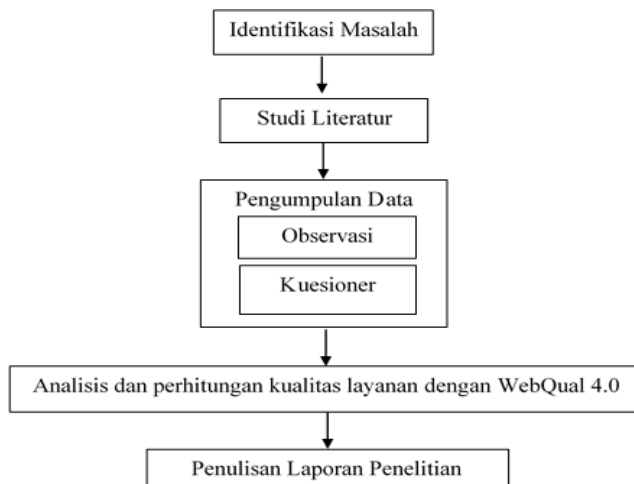 Identifikasi Masalah
Studi Literatur
Pengumpulan Data
Observasi
Kuesioner
Analisis dan perhitungan kualitas layanan dengan WebQual 4.0
Penulisan Laporan Penelitian